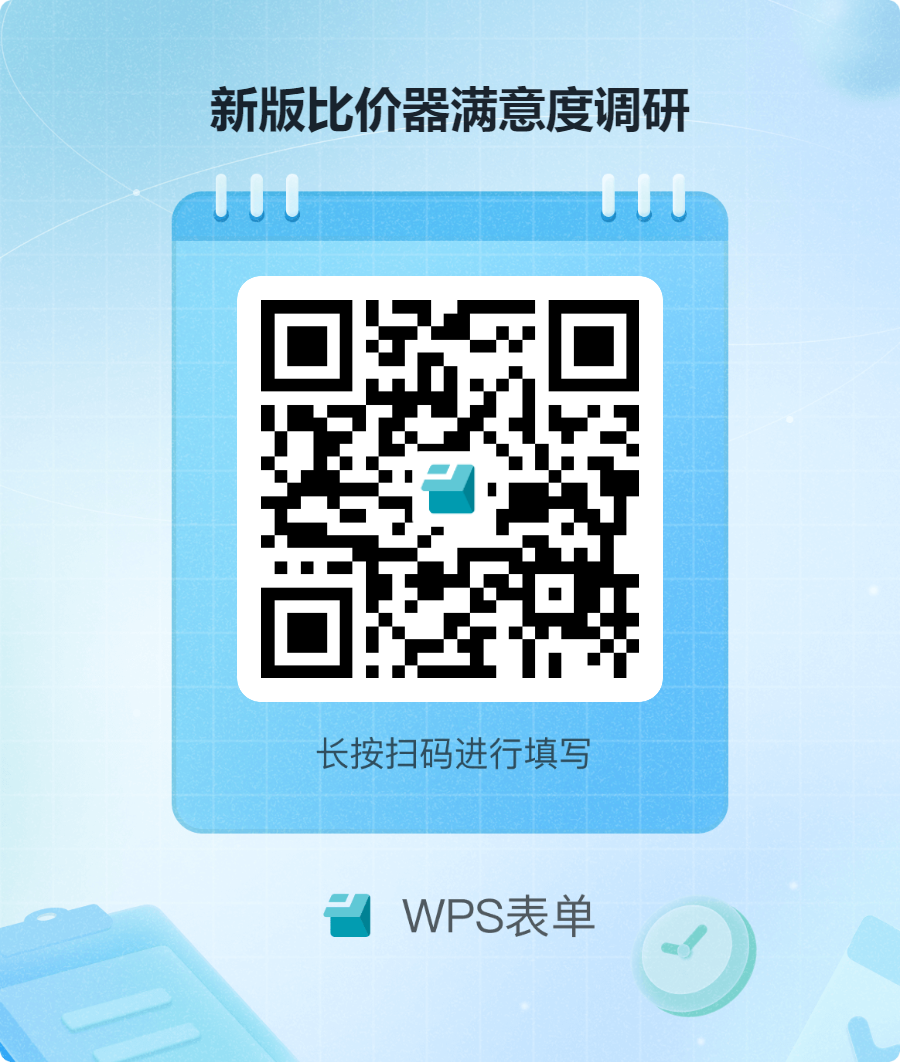 新版比价器满意度调研
长按扫码进行填写
WPS表单